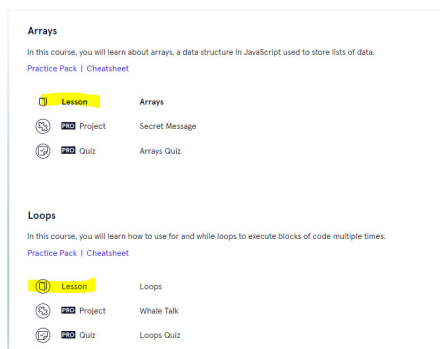 Arrays
In this course, you will learn about arrays, a data structure in JavaScript used to store lists of data.
Practice Pack | Cheatsheet
Lesson Arrays
PRO Project Secret Message
PRO Quiz Arrays Quiz
Loops
In this course, you will learn how to use for and while loops to execute blocks of code multiple times.
Practice Pack | Cheatsheet
Lesson Loops
PRO Project Whale Talk
PRO Quiz Loops Quiz